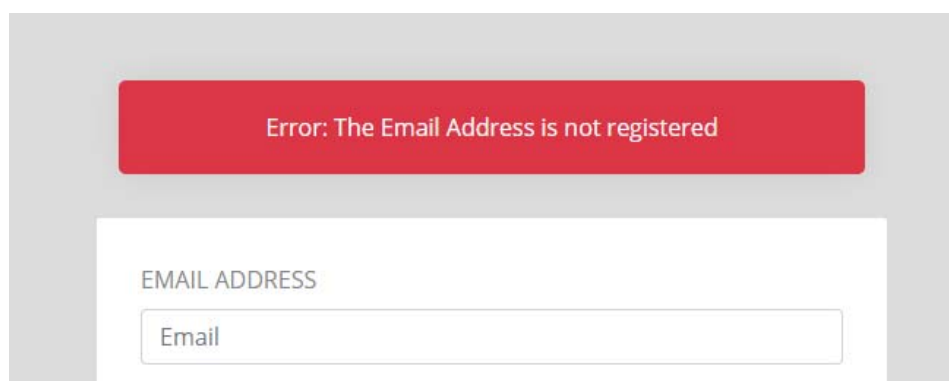 Error: The Email Address is not registered
EMAIL ADDRESS
Email